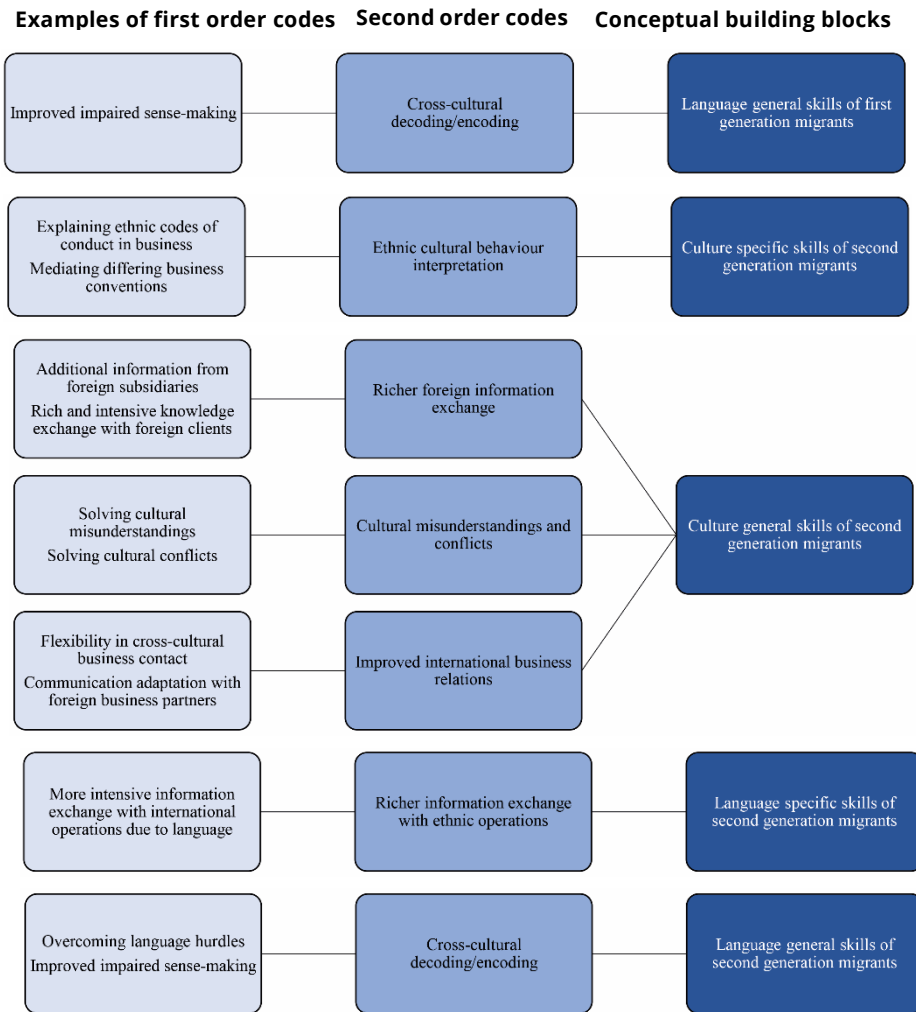 Examples of first order codes
Second order codes
Conceptual building blocks
Improved impaired sense-making
Cross-cultural
decoding/encoding
Language general skills of first
generation migrants
Explaining ethnic codes of
conduct in business
Mediating differing business
conventions
Ethnic cultural behaviour
interpretation
Culture specific skills of second
generation migrants
Additional information from
foreign subsidiaries
Rich and intensive knowledge
exchange with foreign clients
Richer foreign information
exchange
Solving cultural
misunderstandings
Solving cultural conflicts
Cultural misunderstandings and
conflicts
Culture general skills of second
generation migrants
Flexibility in cross-cultural
business contact
Communication adaptation with
foreign business partners
Improved international business
relations
More intensive information
exchange with international
operations due to language
Richer information exchange
with ethnic operations
Language specific skills of
second generation migrants
Overcoming language hurdles
Improved impaired sense-making
Cross-cultural
decoding/encoding
Language general skills of
second generation migrants